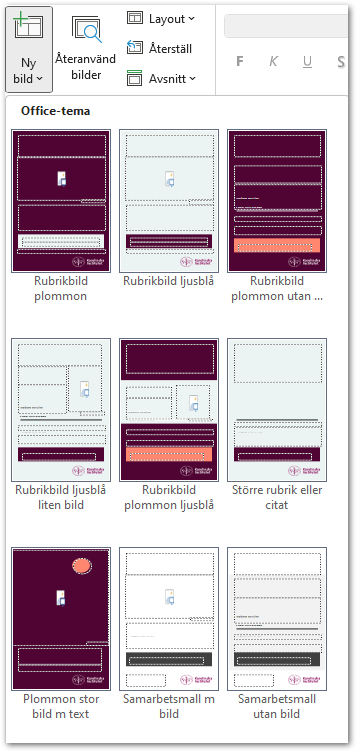 Layout
Ny
bild
Återanvänd
bilder
Återställ
Avsnitt
F K U S
Office-tema
Rubrikbild
plommon
Rubrikbild ljusblå
Rubrikbild
plommon utan ...
Rubrikbild ljusblå
liten bild
Rubrikbild
plommon ljusblå
Större rubrik eller
citat
Plommon stor
bild m text
Samarbetsmall m
bild
Samarbetsmall
utan bild